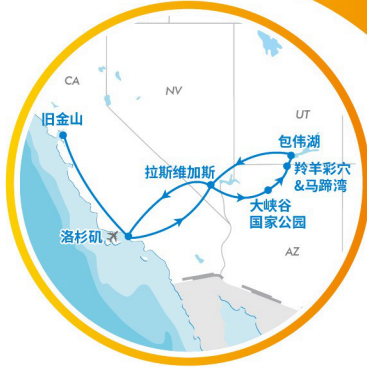 CA
NV
UT
旧金山
包伟湖
拉斯维加斯
羚羊彩穴
&马蹄湾
大峡谷
国家公园
洛杉矶
AZ